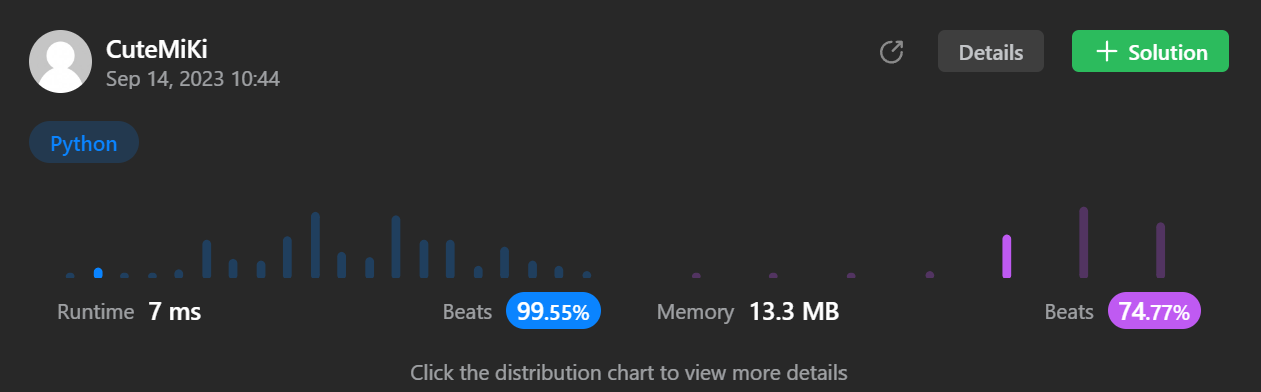 CuteMiKi
Sep 14, 2023 10:44
Details
Solution
Python
Runtime 7 ms Beats 99.55%
Memory 13.3 MB Beats 74.77%
Click the distribution chart to view more details